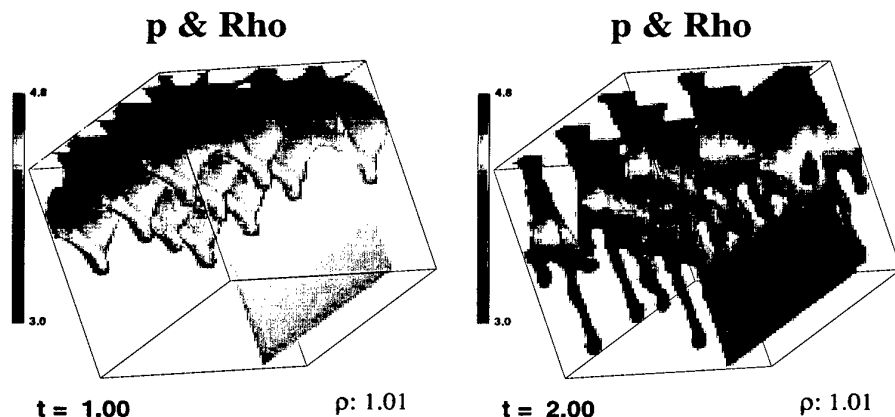 p & Rho
4.8
3.0
t = 1.00
ρ: 1.01
p & Rho
4.8
3.0
t = 2.00
ρ: 1.01